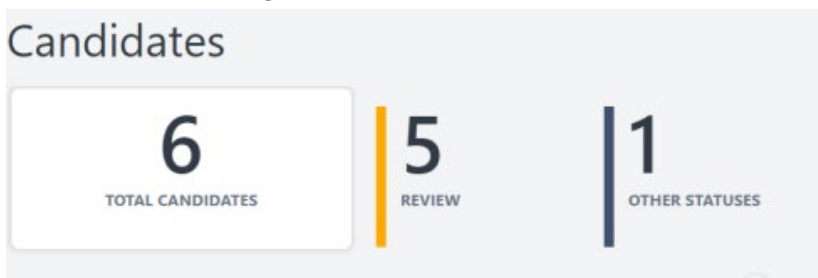 Candidates
6
TOTAL CANDIDATES
5
REVIEW
1
OTHER STATUSES